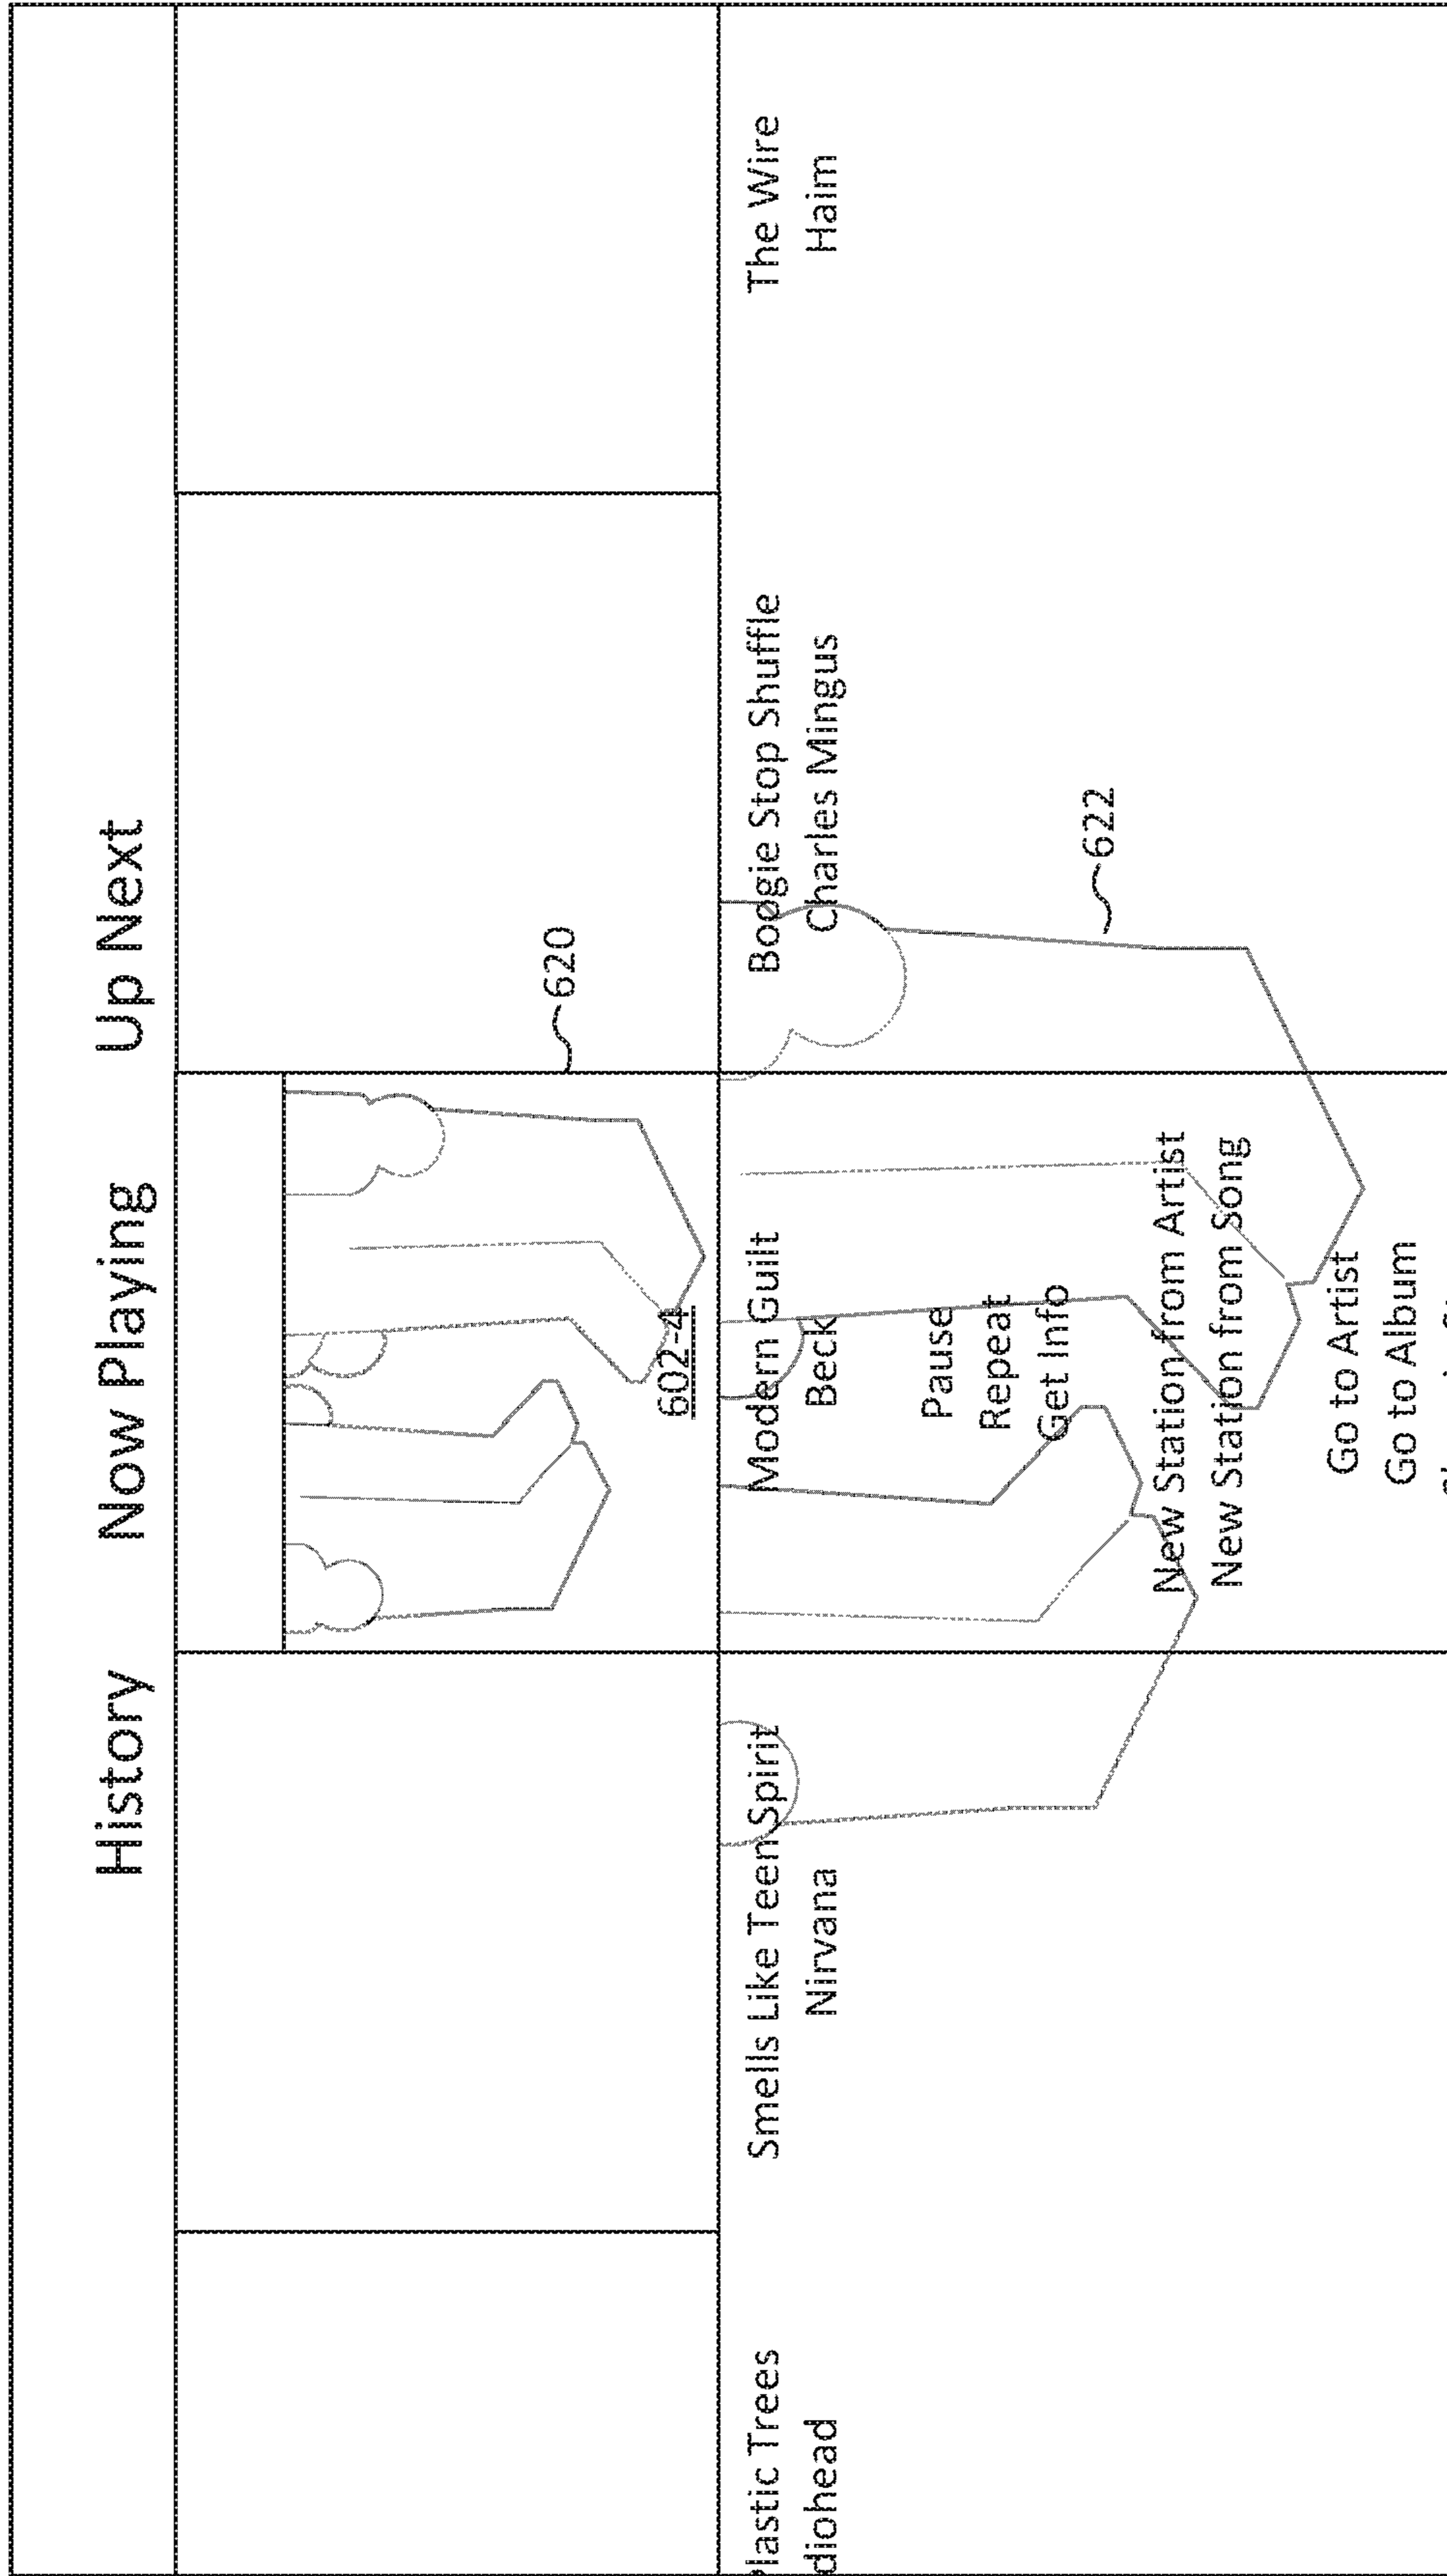 History
Now Playing
Up Next
620
602-4
lastic Trees
diohead
Smells Like Teen Spirit
Nirvana
Modern Guilt
Beck
Boogie Stop Shuffle
Charles Mingus
The Wire
Haim
Pause
Repeat
Get Info
622
New Station from Artist
New Station from Song
Go to Artist
Go to Album